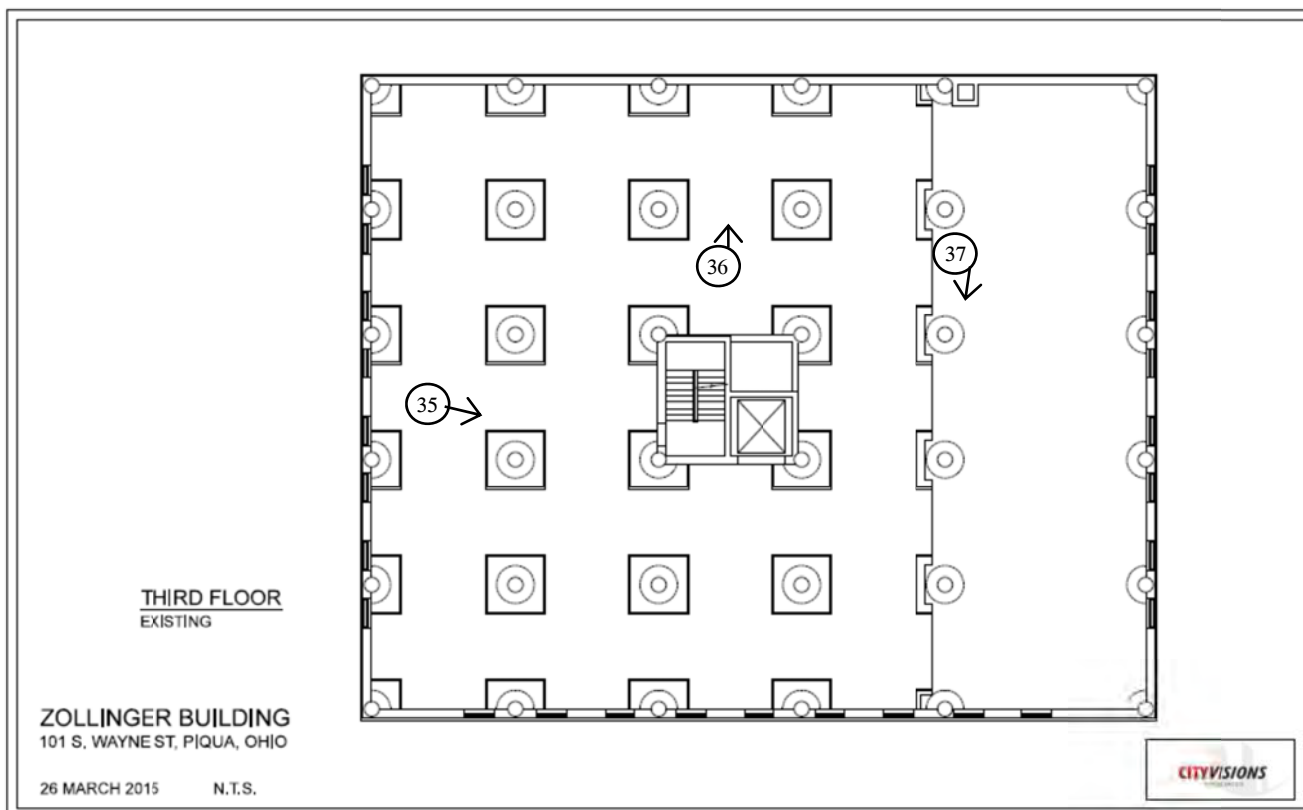 36
37
35
THIRD FLOOR
EXISTING
ZOLLINGER BUILDING
101 S. WAYNE ST, PIQUA, OHIO
26 MARCH 2015 N.T.S.
CITYVISIONS